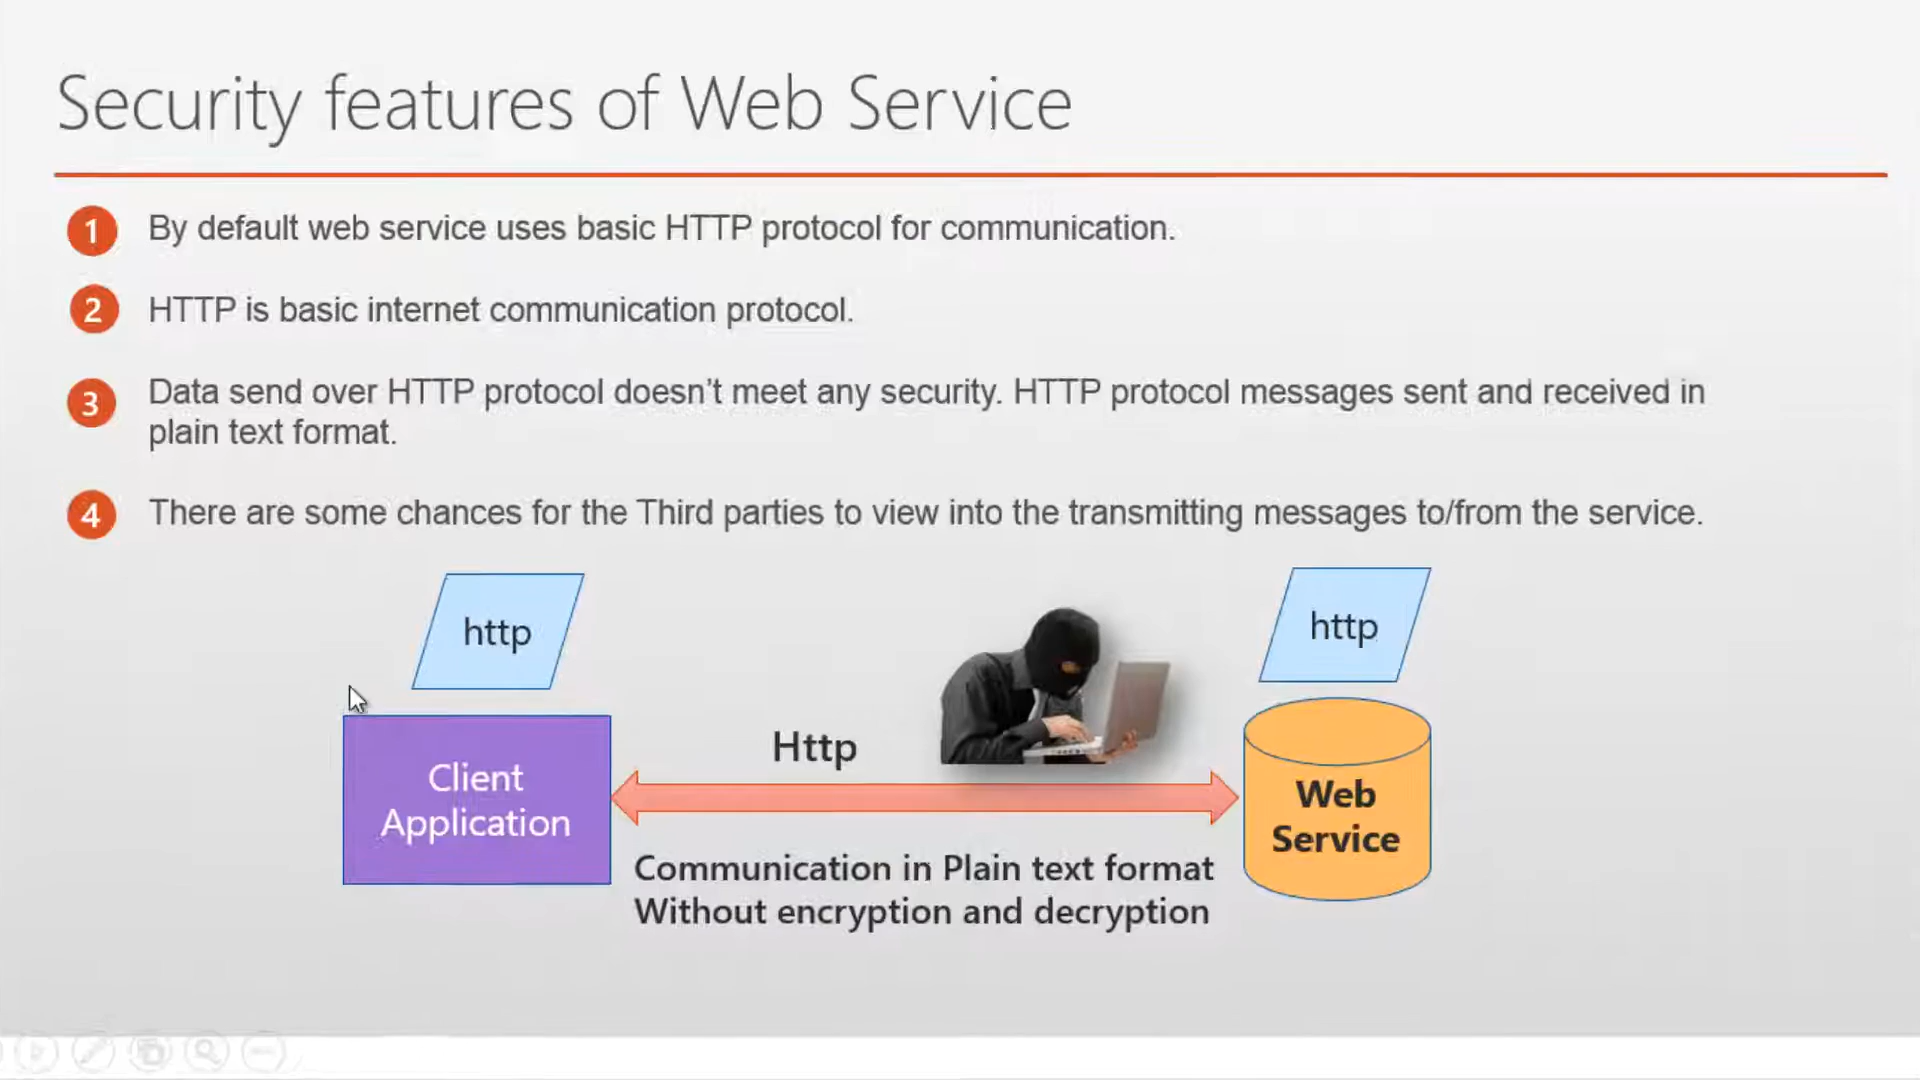 Security features of Web Service
1 By default web service uses basic HTTP protocol for communication.
2 HTTP is basic internet communication protocol.
3 Data send over HTTP protocol doesn't meet any security. HTTP protocol messages sent and received in
plain text format.
4 There are some chances for the Third parties to view into the transmitting messages to/from the service.
http
http
Http
Client
Application
Web
Service
Communication in Plain text format
Without encryption and decryption